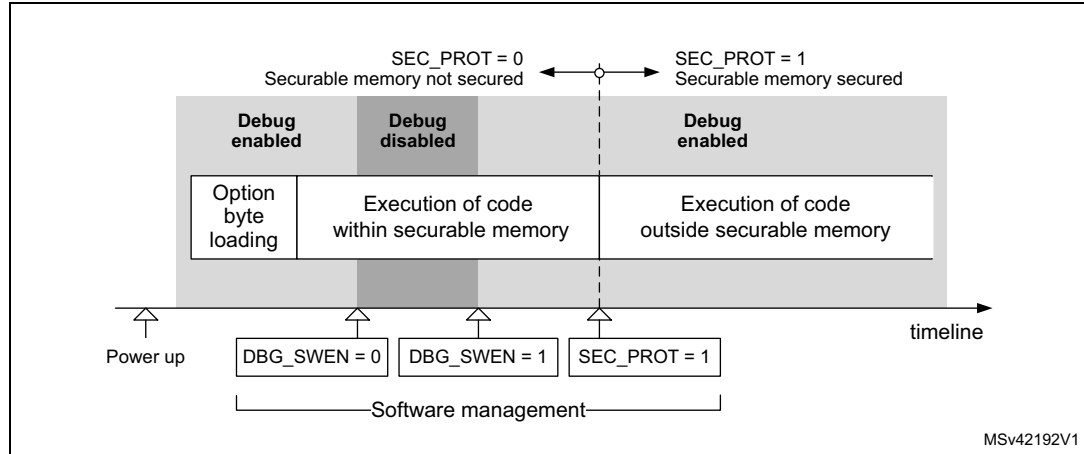 SEC_PROT = 0
Securable memory not secured
SEC_PROT = 1
Securable memory secured
Debug
enabled
Debug
disabled
Debug
enabled
Option
byte
loading
Execution of code
within securable memory
Execution of code
outside securable memory
timeline
Power up
DBG_SWEN = 0
DBG_SWEN = 1
SEC_PROT = 1
Software management
MSv42192V1